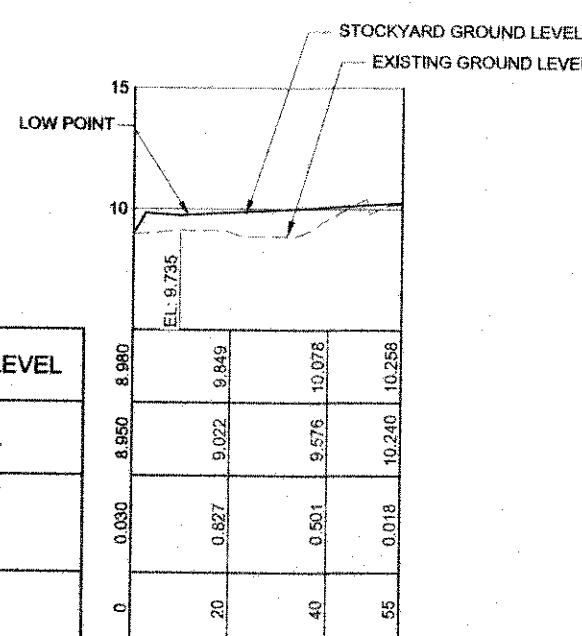 STOCKYARD GROUND LEVEL
EXISTING GROUND LEVEL
15
LOW POINT
10
EL: 9.735
LEVEL
8.980 9.849 10.078 10.258
8.950 9.022 9.576 10.240
0.030 0.827 0.501 0.018
0 20 40 55